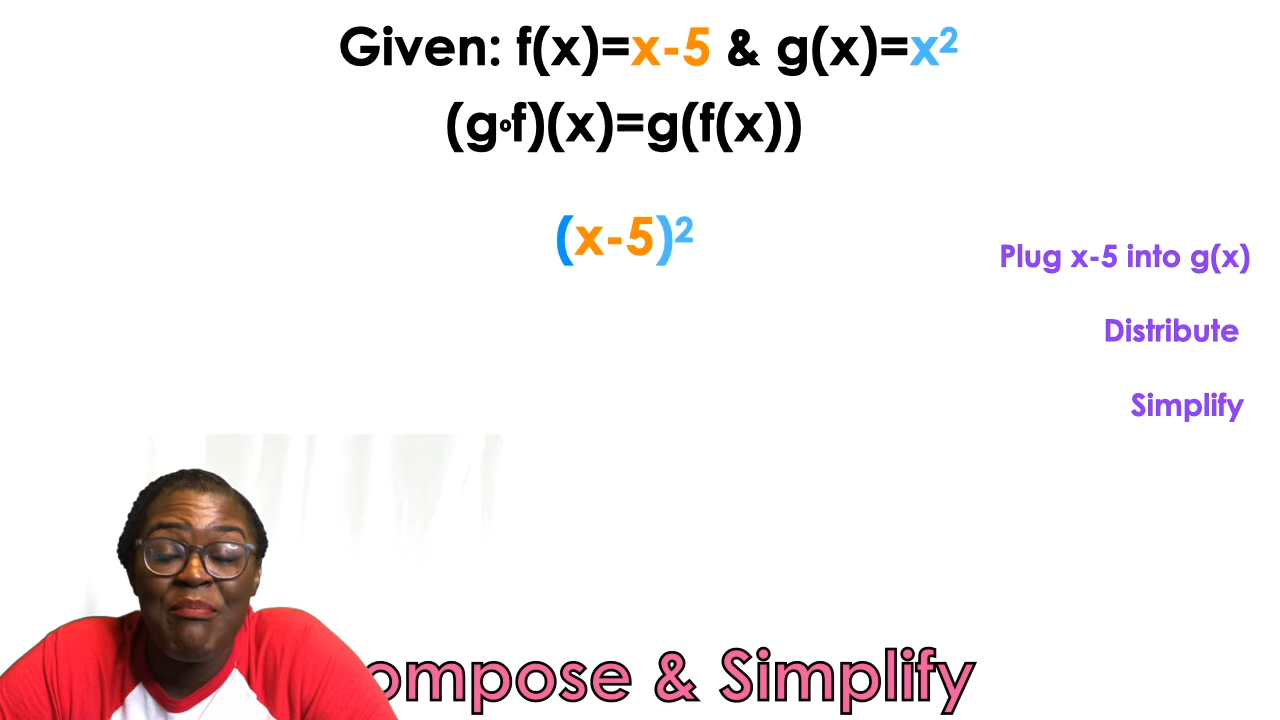 Given: f(x)=x-5 & g(x)=x²
(g∘f)(x)=g(f(x))
(x-5)²
Plug x-5 into g(x)
Distribute
Simplify
ompose & Simplify